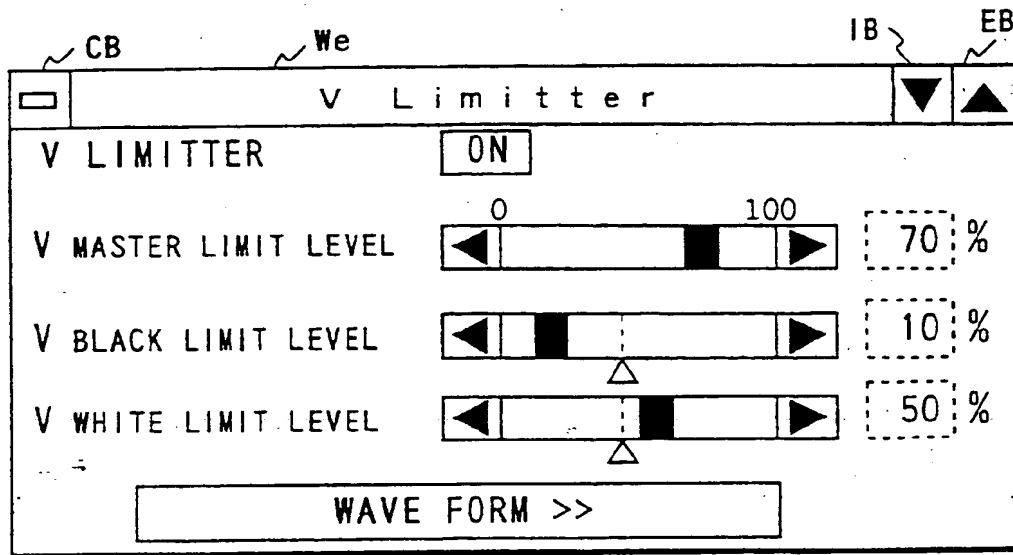 CB We IB EB
V Limitter
V LIMITTER ON
0 100
V MASTER LIMIT LEVEL 70 %
V BLACK LIMIT LEVEL 10 %
V WHITE LIMIT LEVEL 50 %
WAVE FORM >>